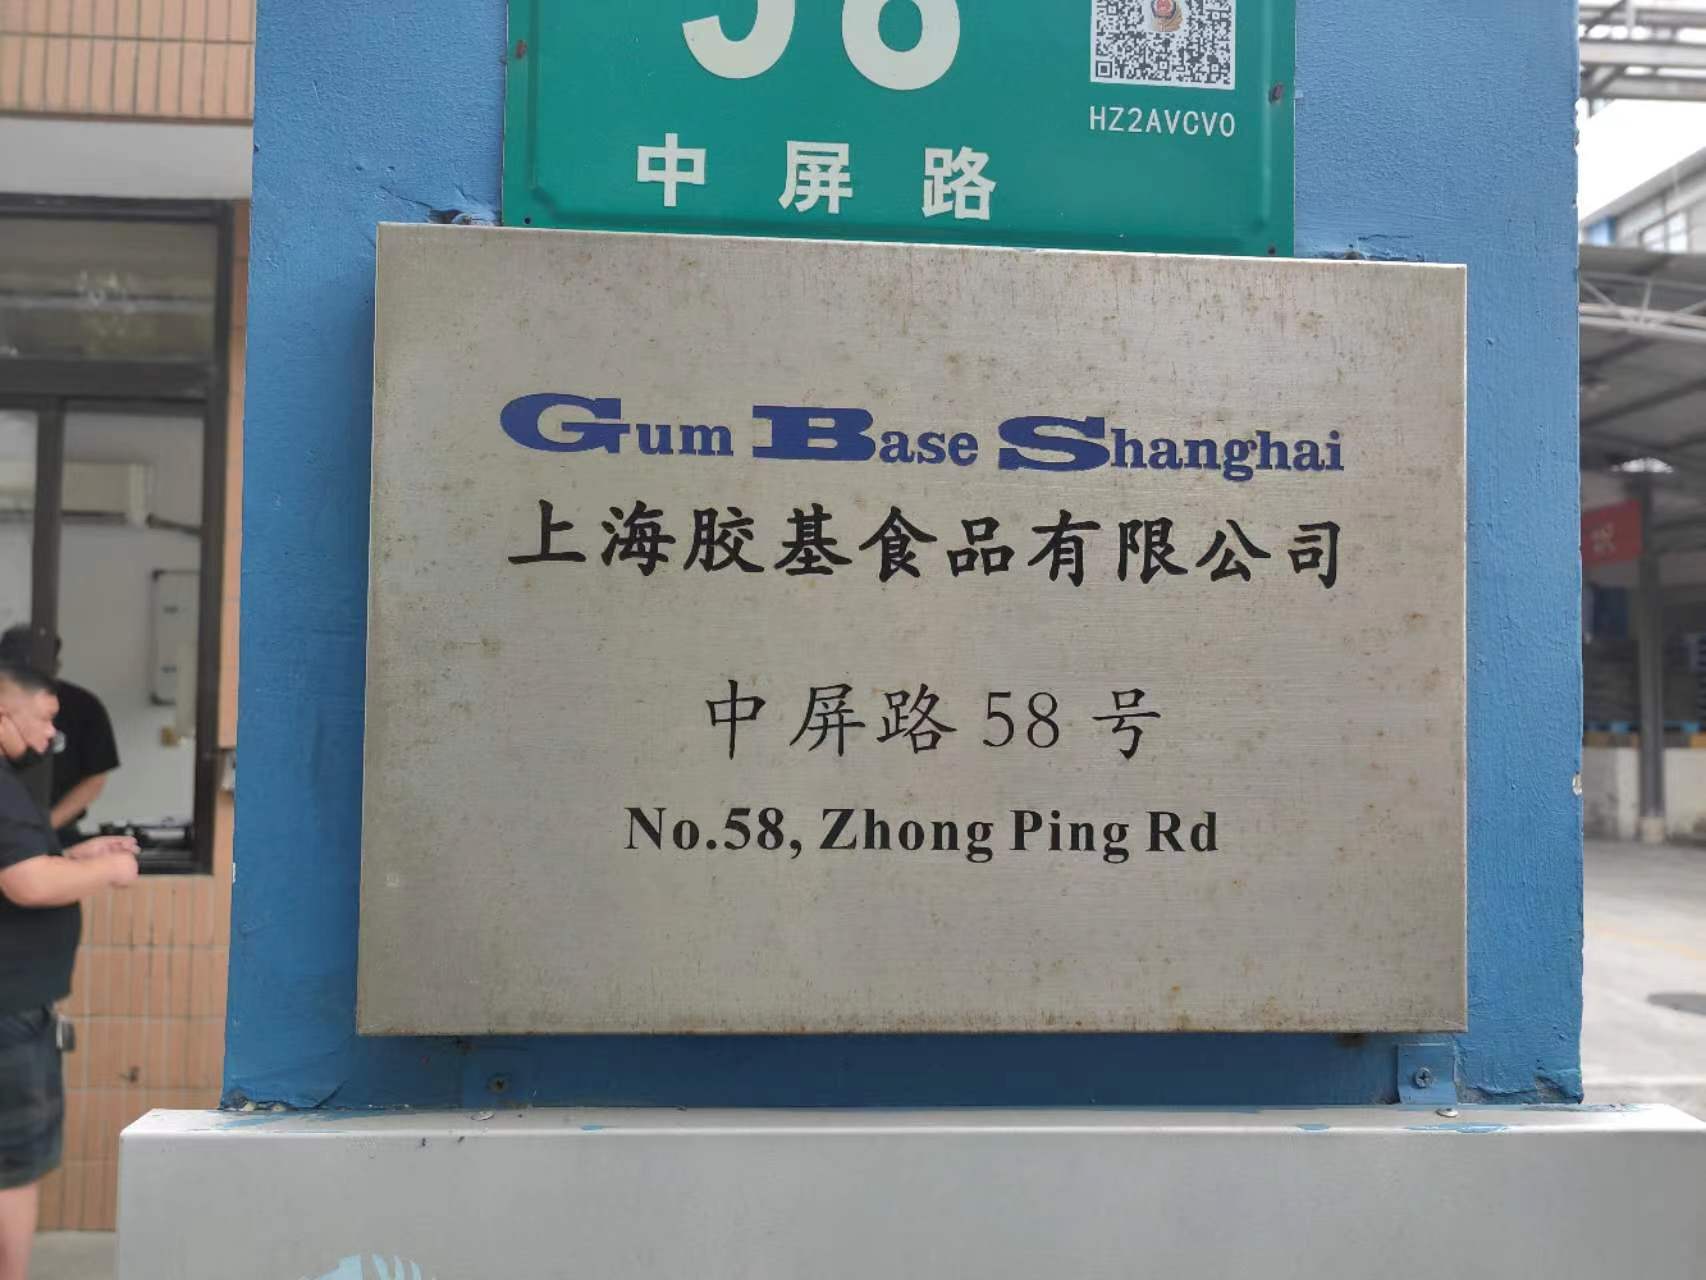 58
HZ2AVCV0
中屏路
Gum Base Shanghai
上海胶基食品有限公司
中屏路58号
No.58, Zhong Ping Rd